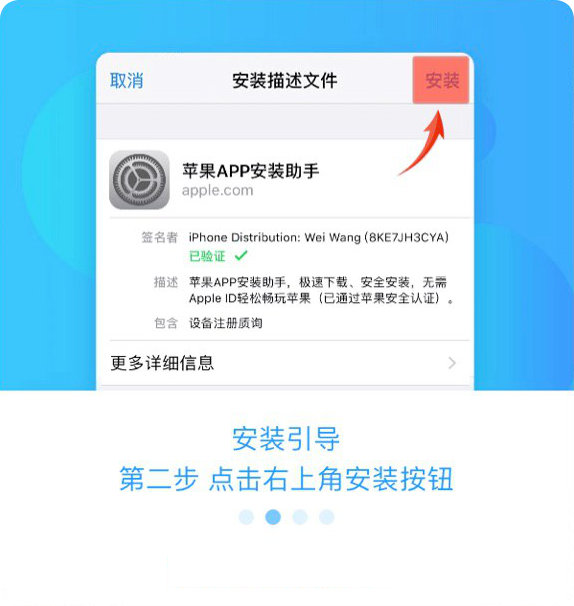 取消 安装描述文件 安装
苹果APP安装助手
apple.com
签名者 iPhone Distribution: Wei Wang (8KE7JH3CYA)
已验证
描述 苹果APP安装助手，极速下载、安全安装，无需
Apple ID轻松畅玩苹果（已通过苹果安全认证）。
包含 设备注册质询
更多详细信息
安装引导
第二步 点击右上角安装按钮